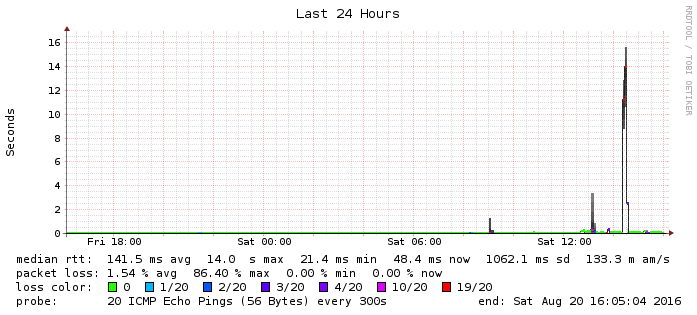 Last 24 Hours
RRDTOOL / TOBI OETIKER
Seconds
16
14
12
10
8
6
4
2
0
Fri 18:00 Sat 00:00 Sat 06:00 Sat 12:00
median rtt: 141.5 ms avg 14.0 s max 21.4 ms min 48.4 ms now 1062.1 ms sd 133.3 m am/s
packet loss: 1.54 % avg 86.40 % max 0.00 % min 0.00 % now
loss color: 0 1/20 2/20 3/20 4/20 10/20 19/20
probe: 20 ICMP Echo Pings (56 Bytes) every 300s end: Sat Aug 20 16:05:04 2016